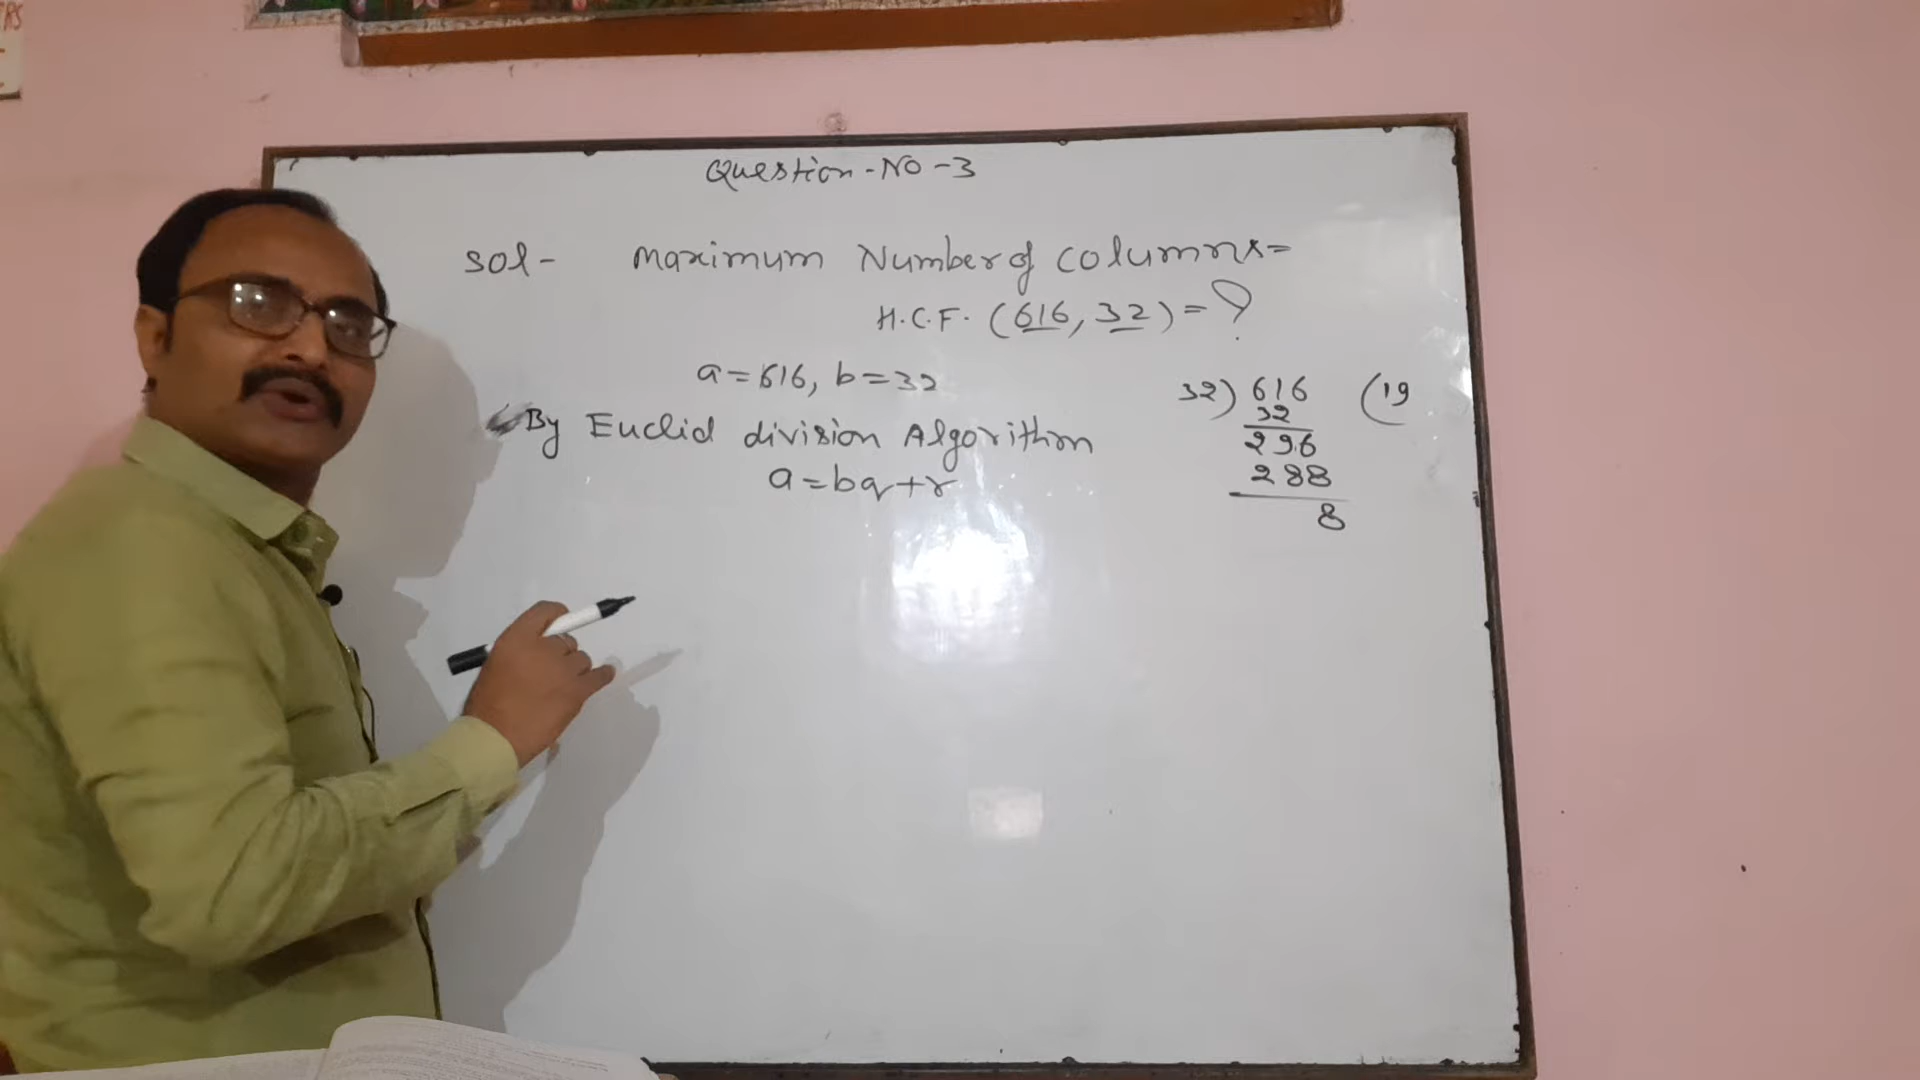 Question-No-3
Sol- Maximum Number of columns=
H.C.F. (616, 32) = ?
a=616, b=32
By Euclid division Algorithm
a=bq+r
32) 616 (19
32
296
288
8